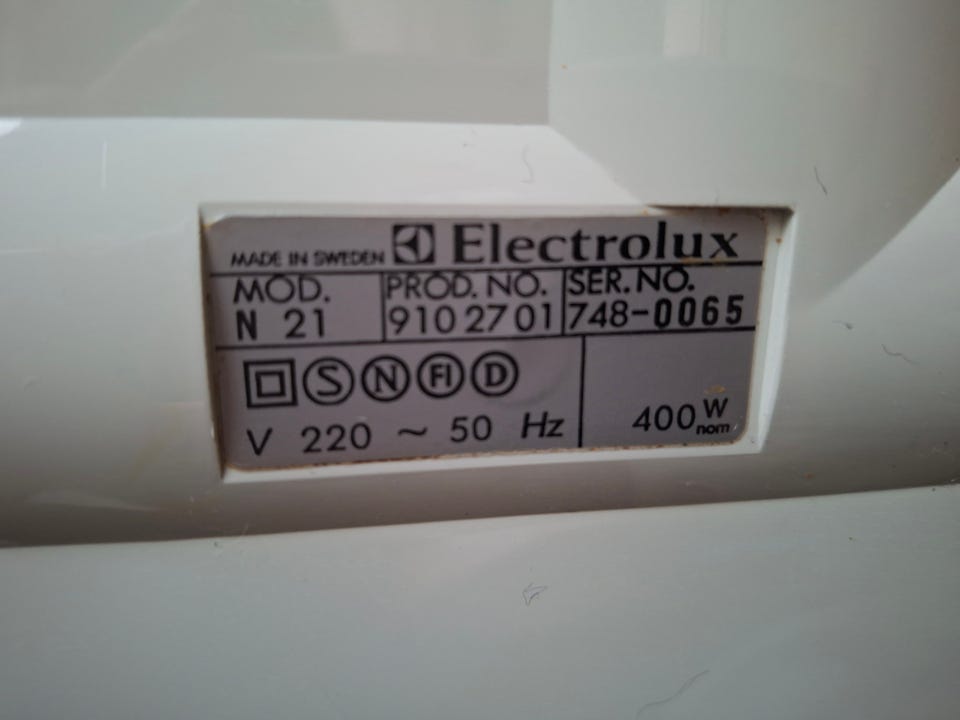 MADE IN SWEDEN Electrolux
MOD. PROD. NO. SER. NO.
N 21 910 27 01 748-0065
S N FI D
V 220 ~ 50 Hz 400 W nom